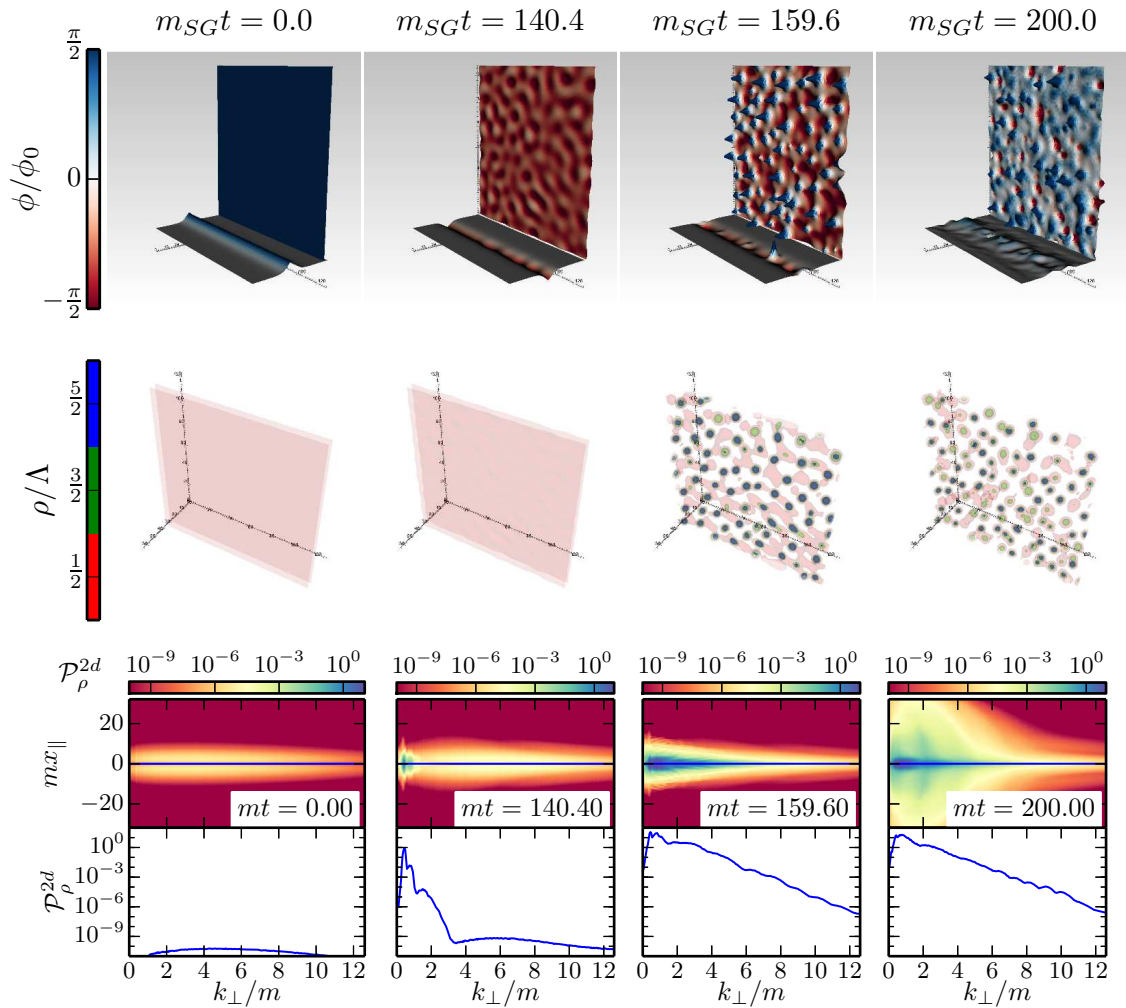 m_{SG}t = 0.0 m_{SG}t = 140.4 m_{SG}t = 159.6 m_{SG}t = 200.0
π/2
0
−π/2
ϕ/ϕ_0
5/2
3/2
1/2
ρ/Λ
P_ρ^{2d} 10^{-9} 10^{-6} 10^{-3} 10^0 10^{-9} 10^{-6} 10^{-3} 10^0 10^{-9} 10^{-6} 10^{-3} 10^0 10^{-9} 10^{-6} 10^{-3} 10^0
mx_∥
20
0
−20
mt = 0.00 mt = 140.40 mt = 159.60 mt = 200.00
P_ρ^{2d}
10^0
10^{-3}
10^{-6}
10^{-9}
0 2 4 6 8 10 12 0 2 4 6 8 10 12 0 2 4 6 8 10 12 0 2 4 6 8 10 12
k_⊥/m k_⊥/m k_⊥/m k_⊥/m